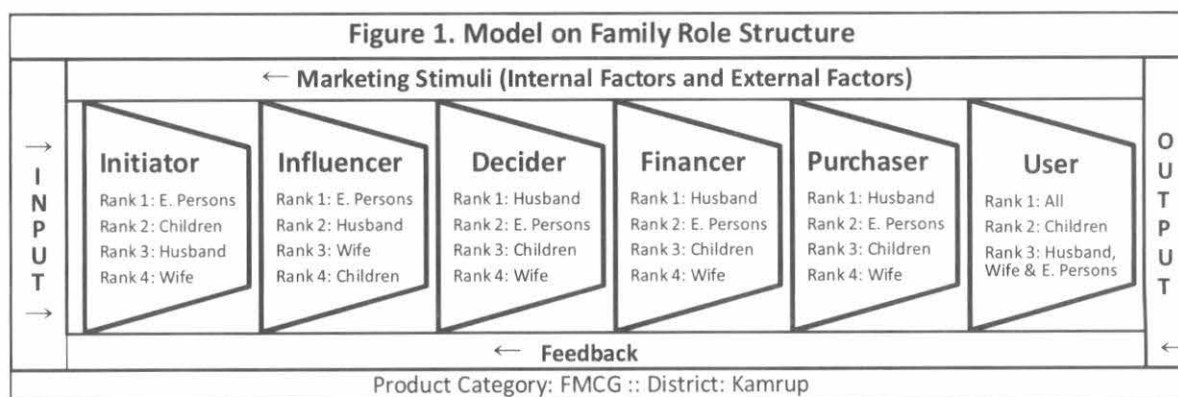 Figure 1. Model on Family Role Structure
← Marketing Stimuli (Internal Factors and External Factors)
→ INPUT →
Initiator
Rank 1: E. Persons
Rank 2: Children
Rank 3: Husband
Rank 4: Wife
Influencer
Rank 1: E. Persons
Rank 2: Husband
Rank 3: Wife
Rank 4: Children
Decider
Rank 1: Husband
Rank 2: E. Persons
Rank 3: Children
Rank 4: Wife
Financer
Rank 1: Husband
Rank 2: E. Persons
Rank 3: Children
Rank 4: Wife
Purchaser
Rank 1: Husband
Rank 2: E. Persons
Rank 3: Children
Rank 4: Wife
User
Rank 1: All
Rank 2: Children
Rank 3: Husband,
Wife & E. Persons
OUTPUT ←
← Feedback
Product Category: FMCG :: District: Kamrup